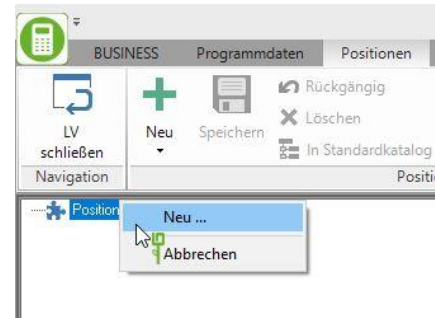 BUSINESS Programmdaten Positionen
LV schließen
Neu
Speichern
Rückgängig
Löschen
In Standardkatalog
Navigation
Positi
Position
Neu ...
Abbrechen